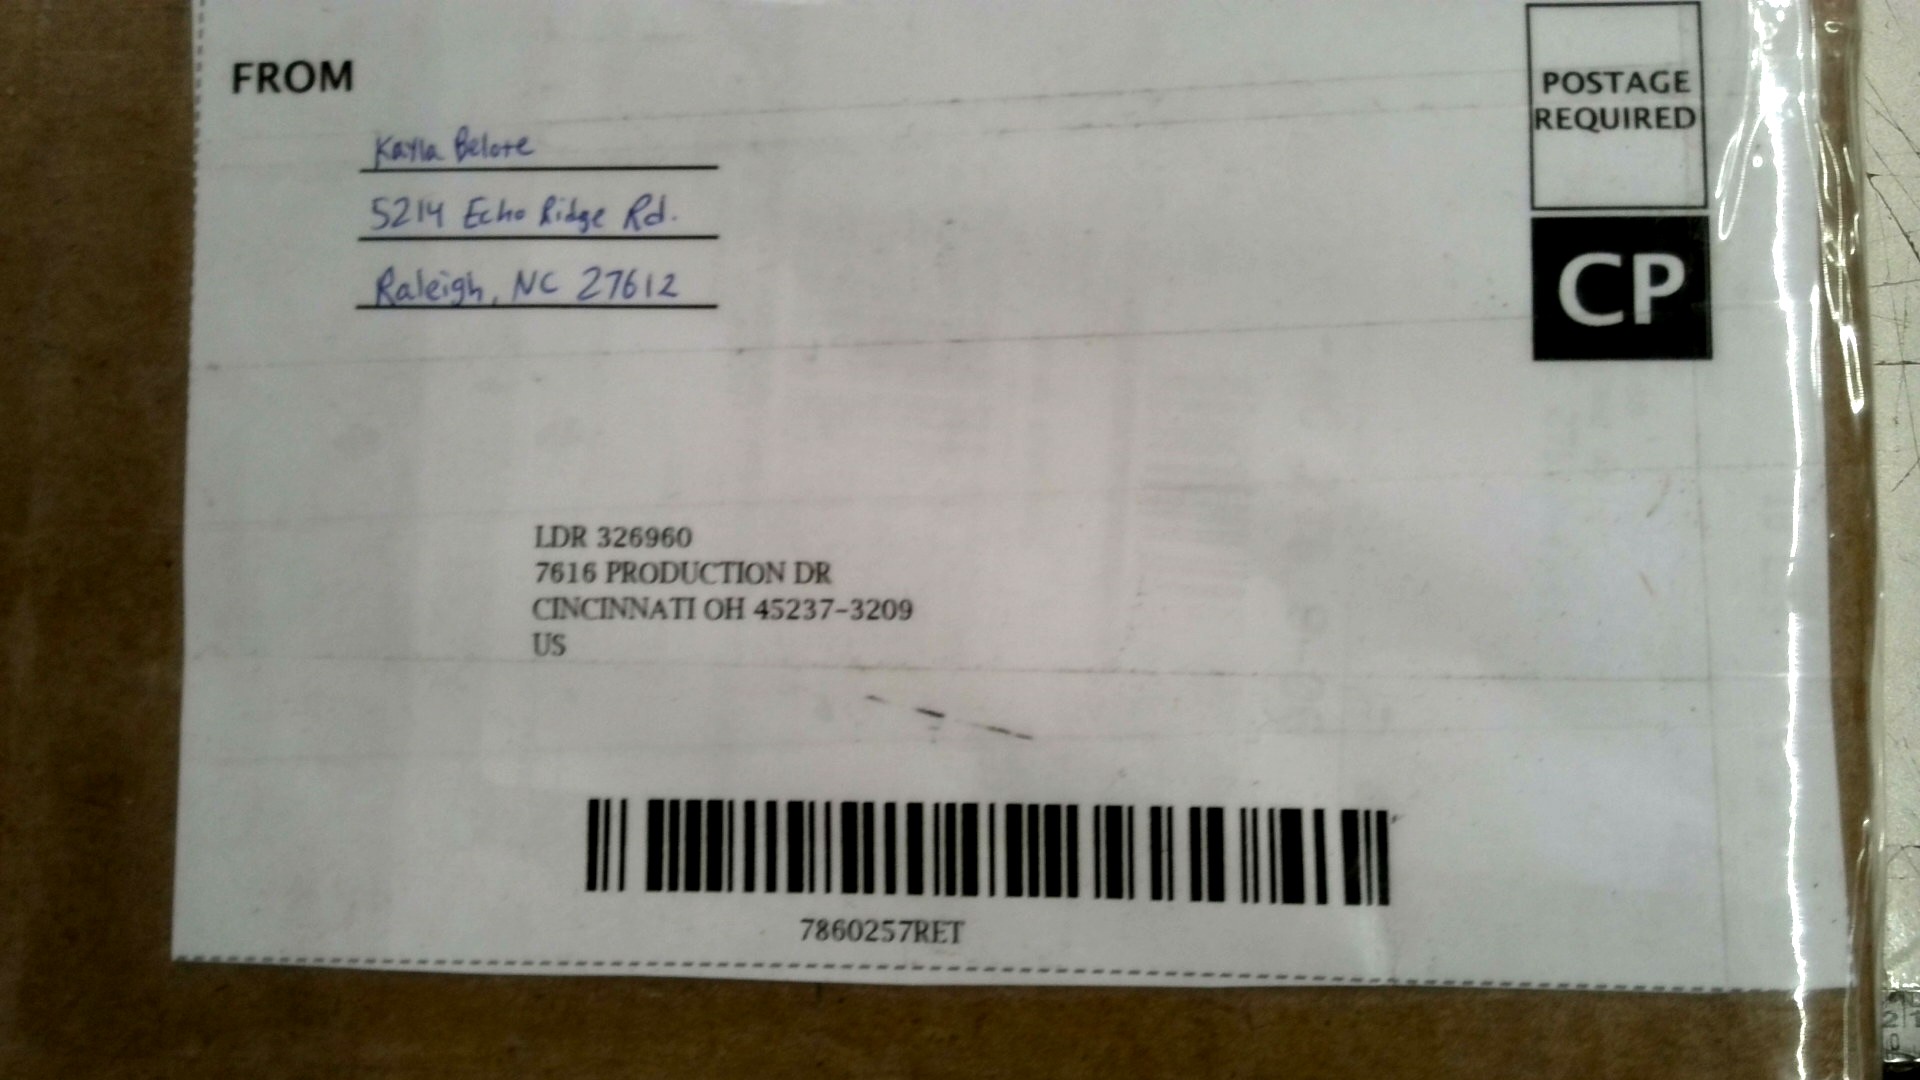 FROM
POSTAGE
REQUIRED
Kayla Belore
5214 Echo Ridge Rd.
Raleigh, NC 27612
CP
LDR 326960
7616 PRODUCTION DR
CINCINNATI OH 45237-3209
US
7860257RET